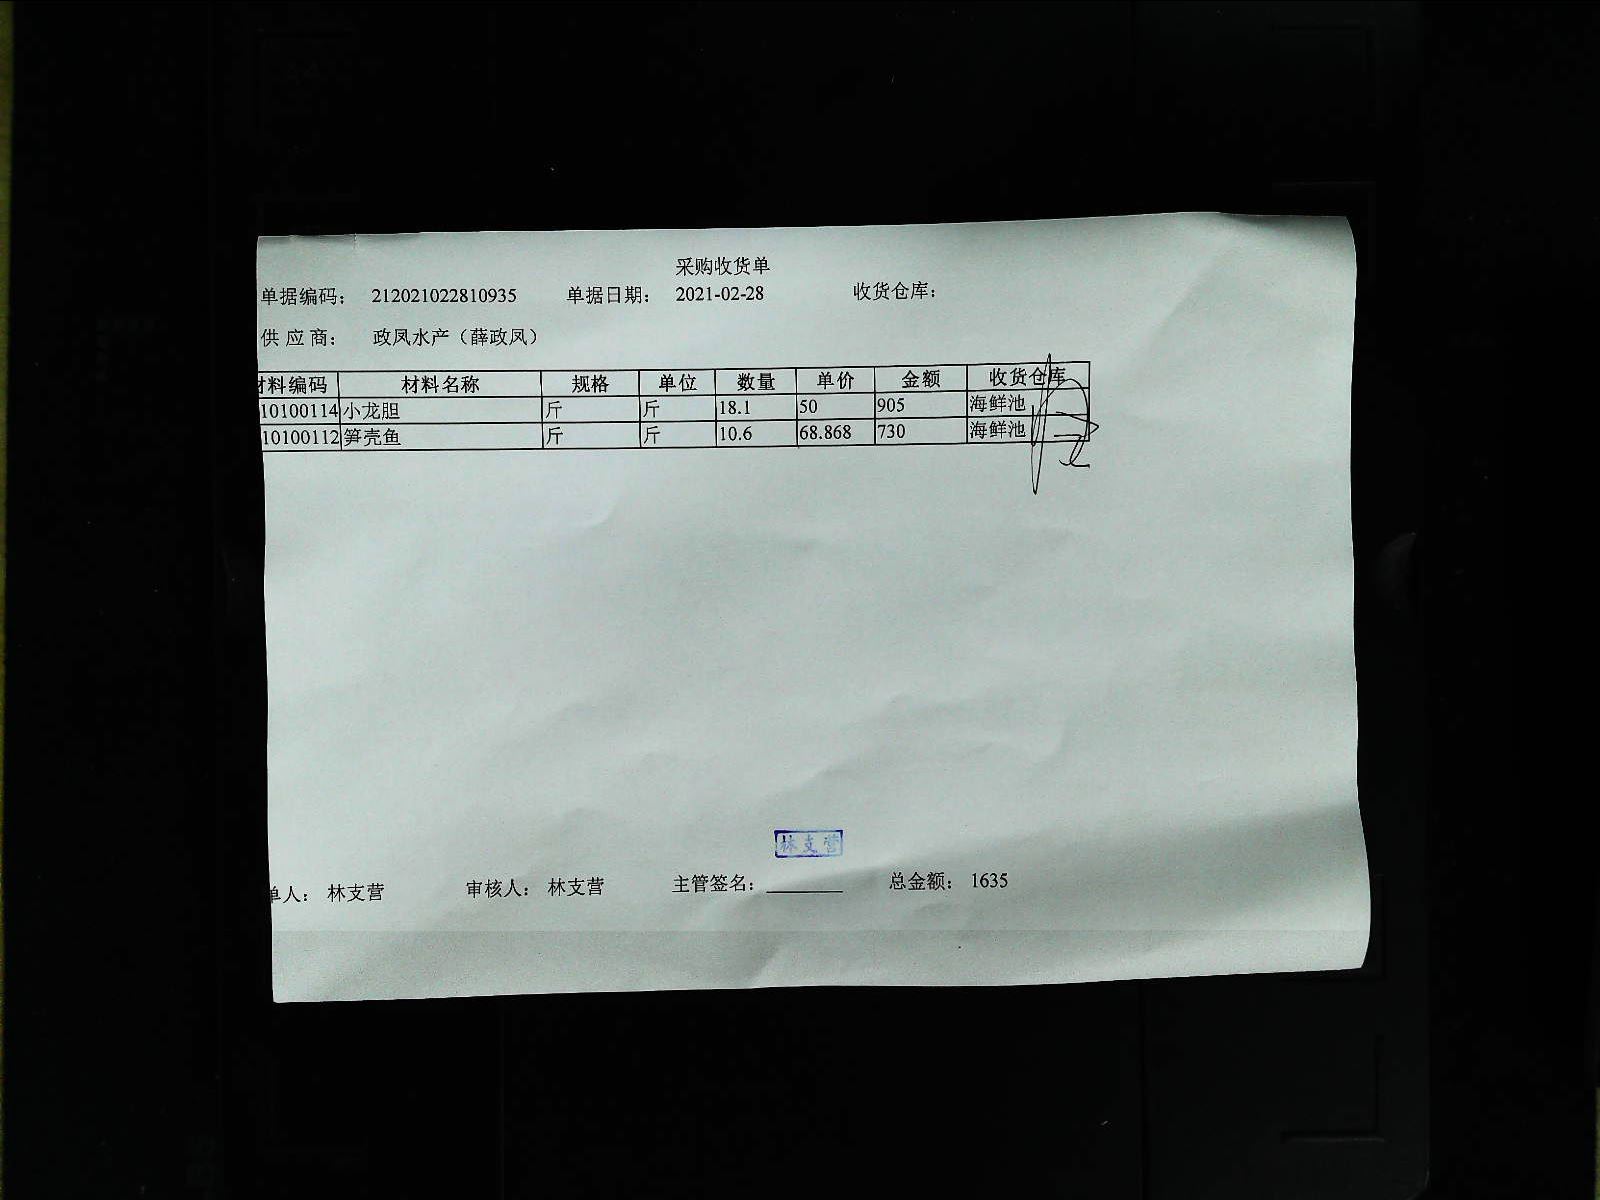 采购收货单
单据编码： 212021022810935 单据日期： 2021-02-28 收货仓库：
供应商： 政凤水产（薛政凤）
材料编码 材料名称 规格 单位 数量 单价 金额 收货仓库
10100114 小龙胆 斤 斤 18.1 50 905 海鲜池
10100112 笋壳鱼 斤 斤 10.6 68.868 730 海鲜池
林支营
单人： 林支营 审核人： 林支营 主管签名： 总金额： 1635